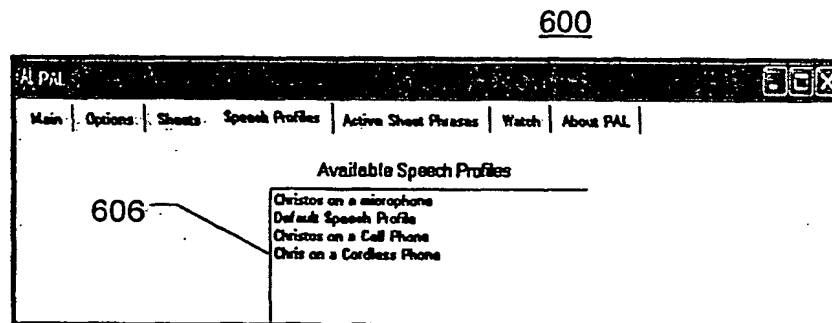 600
PAL
Main Options Sheets Speech Profiles Active Sheet Phrases Watch About PAL
Available Speech Profiles
606
Christos on a microphone
Default Speech Profile
Christos on a Cell Phone
Chris on a Cordless Phone